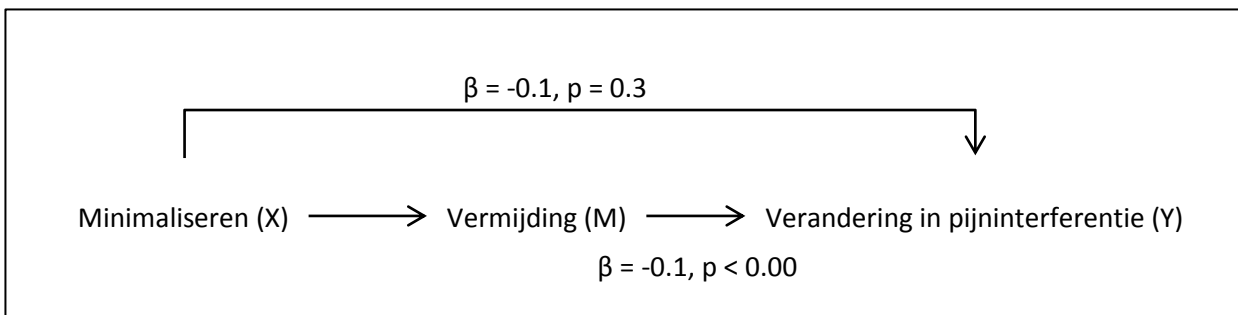 β = -0.1, p = 0.3
Minimaliseren (X) Vermijding (M) Verandering in pijninterferentie (Y)
β = -0.1, p < 0.00